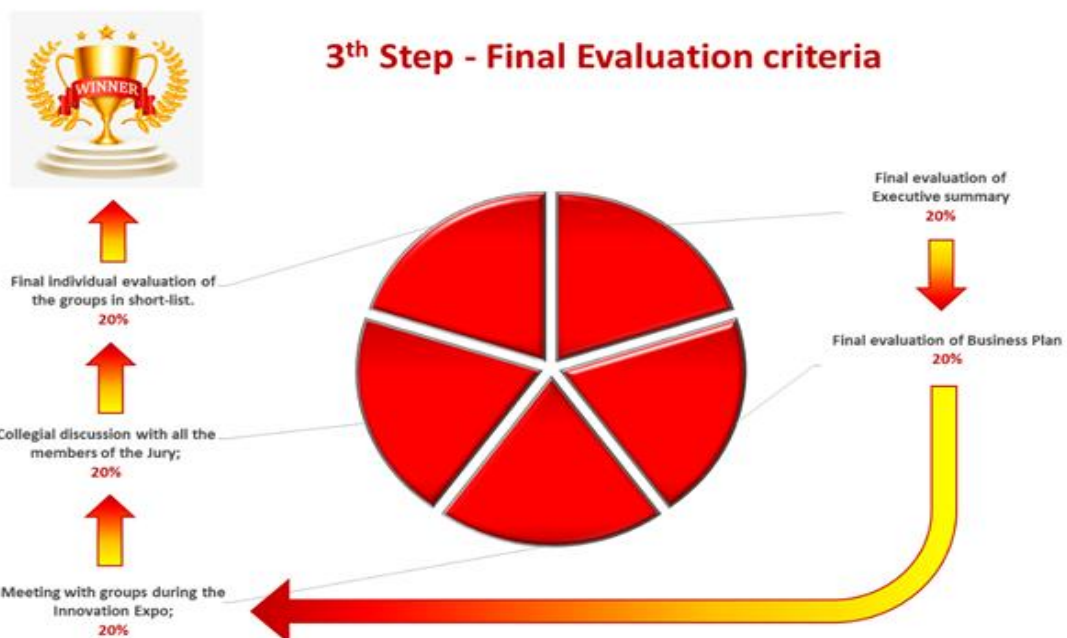 3th Step - Final Evaluation criteria
WINNER
Final evaluation of
Executive summary
20%
Final evaluation of Business Plan
20%
Meeting with groups during the
Innovation Expo;
20%
Collegial discussion with all the
members of the Jury;
20%
Final individual evaluation of
the groups in short-list.
20%